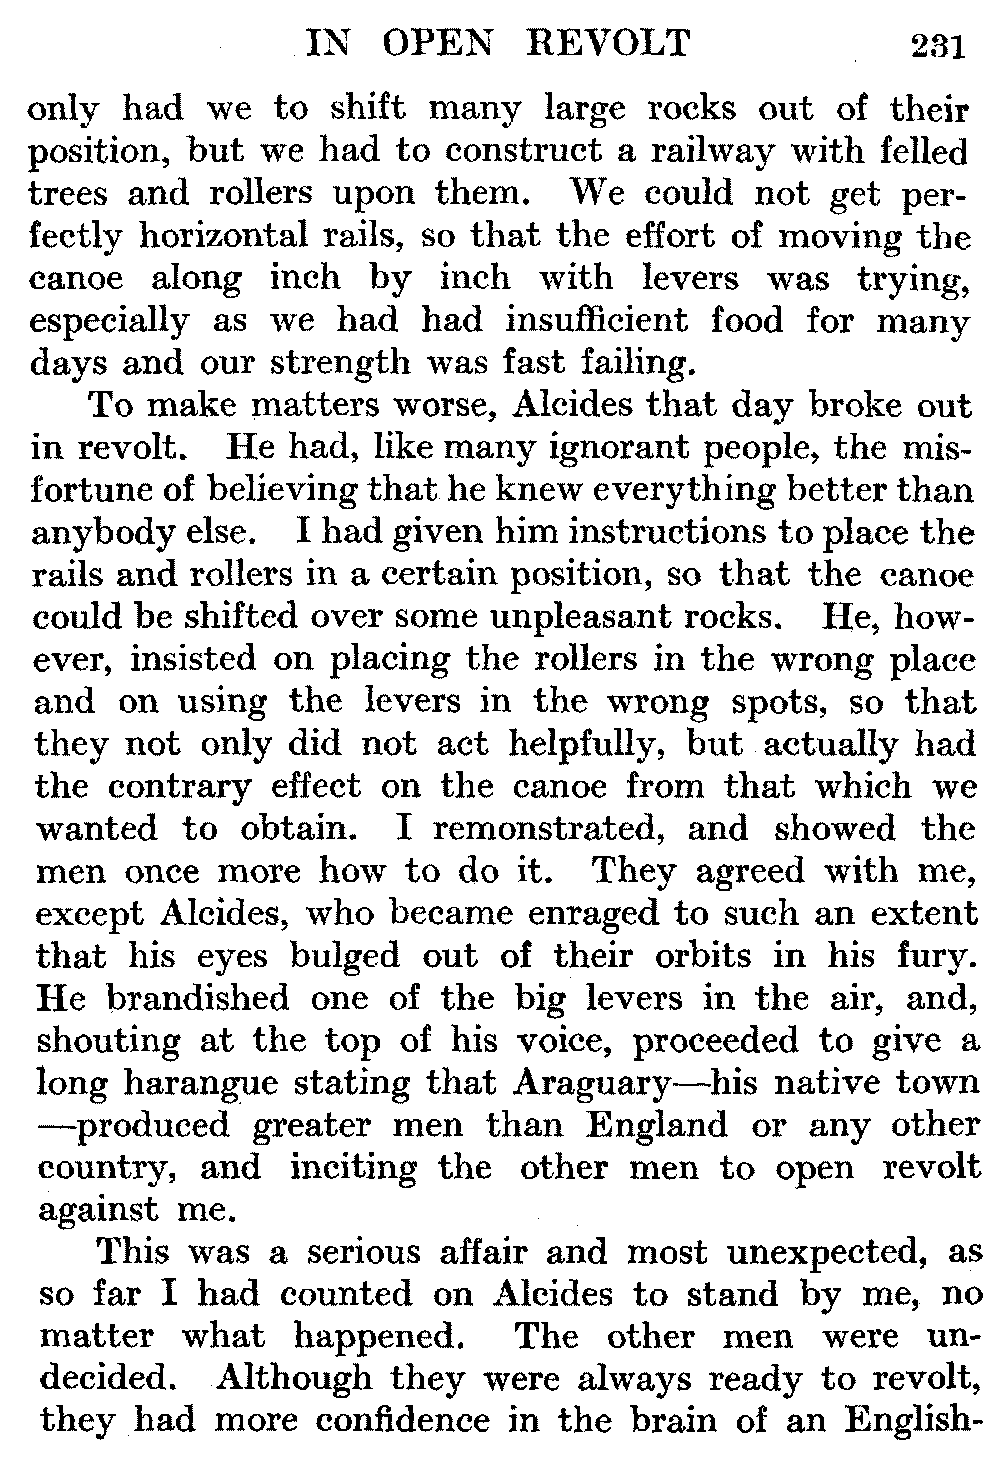 IN OPEN REVOLT 231
only had we to shift many large rocks out of their
position, but we had to construct a railway with felled
trees and rollers upon them. We could not get per-
fectly horizontal rails, so that the effort of moving the
canoe along inch by inch with levers was trying,
especially as we had had insufficient food for many
days and our strength was fast failing.
To make matters worse, Alcides that day broke out
in revolt. He had, like many ignorant people, the mis-
fortune of believing that he knew everything better than
anybody else. I had given him instructions to place the
rails and rollers in a certain position, so that the canoe
could be shifted over some unpleasant rocks. He, how-
ever, insisted on placing the rollers in the wrong place
and on using the levers in the wrong spots, so that
they not only did not act helpfully, but actually had
the contrary effect on the canoe from that which we
wanted to obtain. I remonstrated, and showed the
men once more how to do it. They agreed with me,
except Alcides, who became enraged to such an extent
that his eyes bulged out of their orbits in his fury.
He brandished one of the big levers in the air, and,
shouting at the top of his voice, proceeded to give a
long harangue stating that Araguary—his native town
—produced greater men than England or any other
country, and inciting the other men to open revolt
against me.
This was a serious affair and most unexpected, as
so far I had counted on Alcides to stand by me, no
matter what happened. The other men were un-
decided. Although they were always ready to revolt,
they had more confidence in the brain of an English-